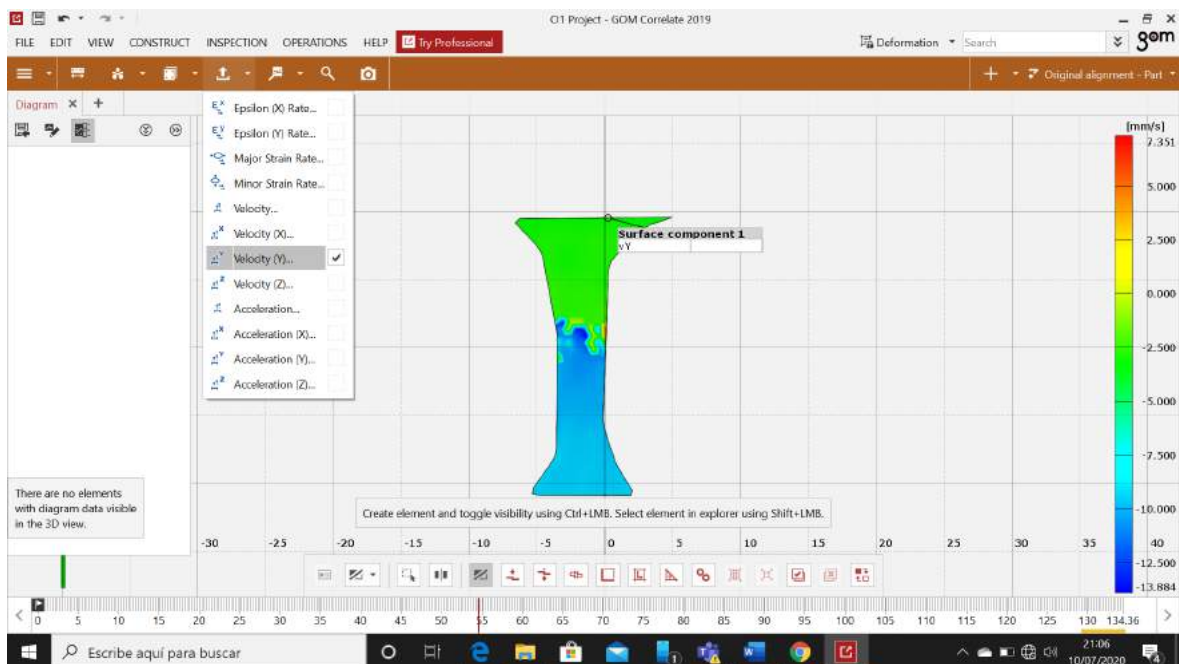 O1 Project - GOM Correlate 2019
FILE EDIT VIEW CONSTRUCT INSPECTION OPERATIONS HELP Try Professional
Deformation Search gom
Original alignment - Part
Diagram
Epsilon (X) Rate...
Epsilon (Y) Rate...
Major Strain Rate...
Minor Strain Rate...
Velocity...
Velocity (X)...
Velocity (Y)...
Velocity (Z)...
Acceleration...
Acceleration (X)...
Acceleration (Y)...
Acceleration (Z)...
[mm/s]
7.351
5.000
2.500
0.000
-2.500
-5.000
-7.500
-10.000
-12.500
-13.884
Surface component 1
vY
There are no elements
with diagram data visible
in the 3D view.
Create element and toggle visibility using Ctrl+LMB. Select element in explorer using Shift+LMB.
-30 -25 -20 -15 -10 -5 0 5 10 15 20 25 30 35 40
0 5 10 15 20 25 30 35 40 45 50 55 60 65 70 75 80 85 90 95 100 105 110 115 120 125 130 134.36
Escribe aquí para buscar
21:06
10/07/2020